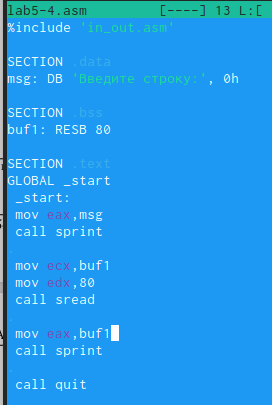 lab5-4.asm [----] 13 L:[
%include 'in_out.asm'
SECTION .data
msg: DB 'Введите строку:', 0h
SECTION .bss
buf1: RESB 80
SECTION .text
GLOBAL _start
_start:
mov eax,msg
call sprint
mov ecx,buf1
mov edx,80
call sread
mov eax,buf1
call sprint
call quit